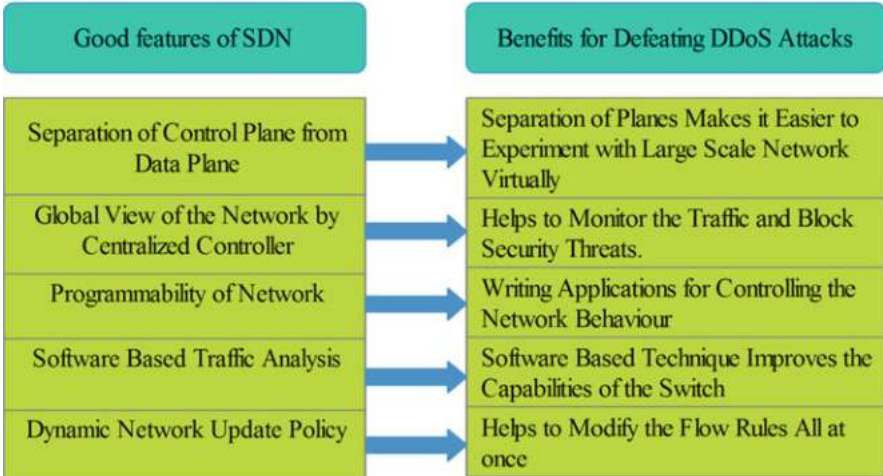 Good features of SDN
Benefits for Defeating DDoS Attacks
Separation of Control Plane from
Data Plane
Separation of Planes Makes it Easier to
Experiment with Large Scale Network
Virtually
Global View of the Network by
Centralized Controller
Helps to Monitor the Traffic and Block
Security Threats.
Programmability of Network
Writing Applications for Controlling the
Network Behaviour
Software Based Traffic Analysis
Software Based Technique Improves the
Capabilities of the Switch
Dynamic Network Update Policy
Helps to Modify the Flow Rules All at
once